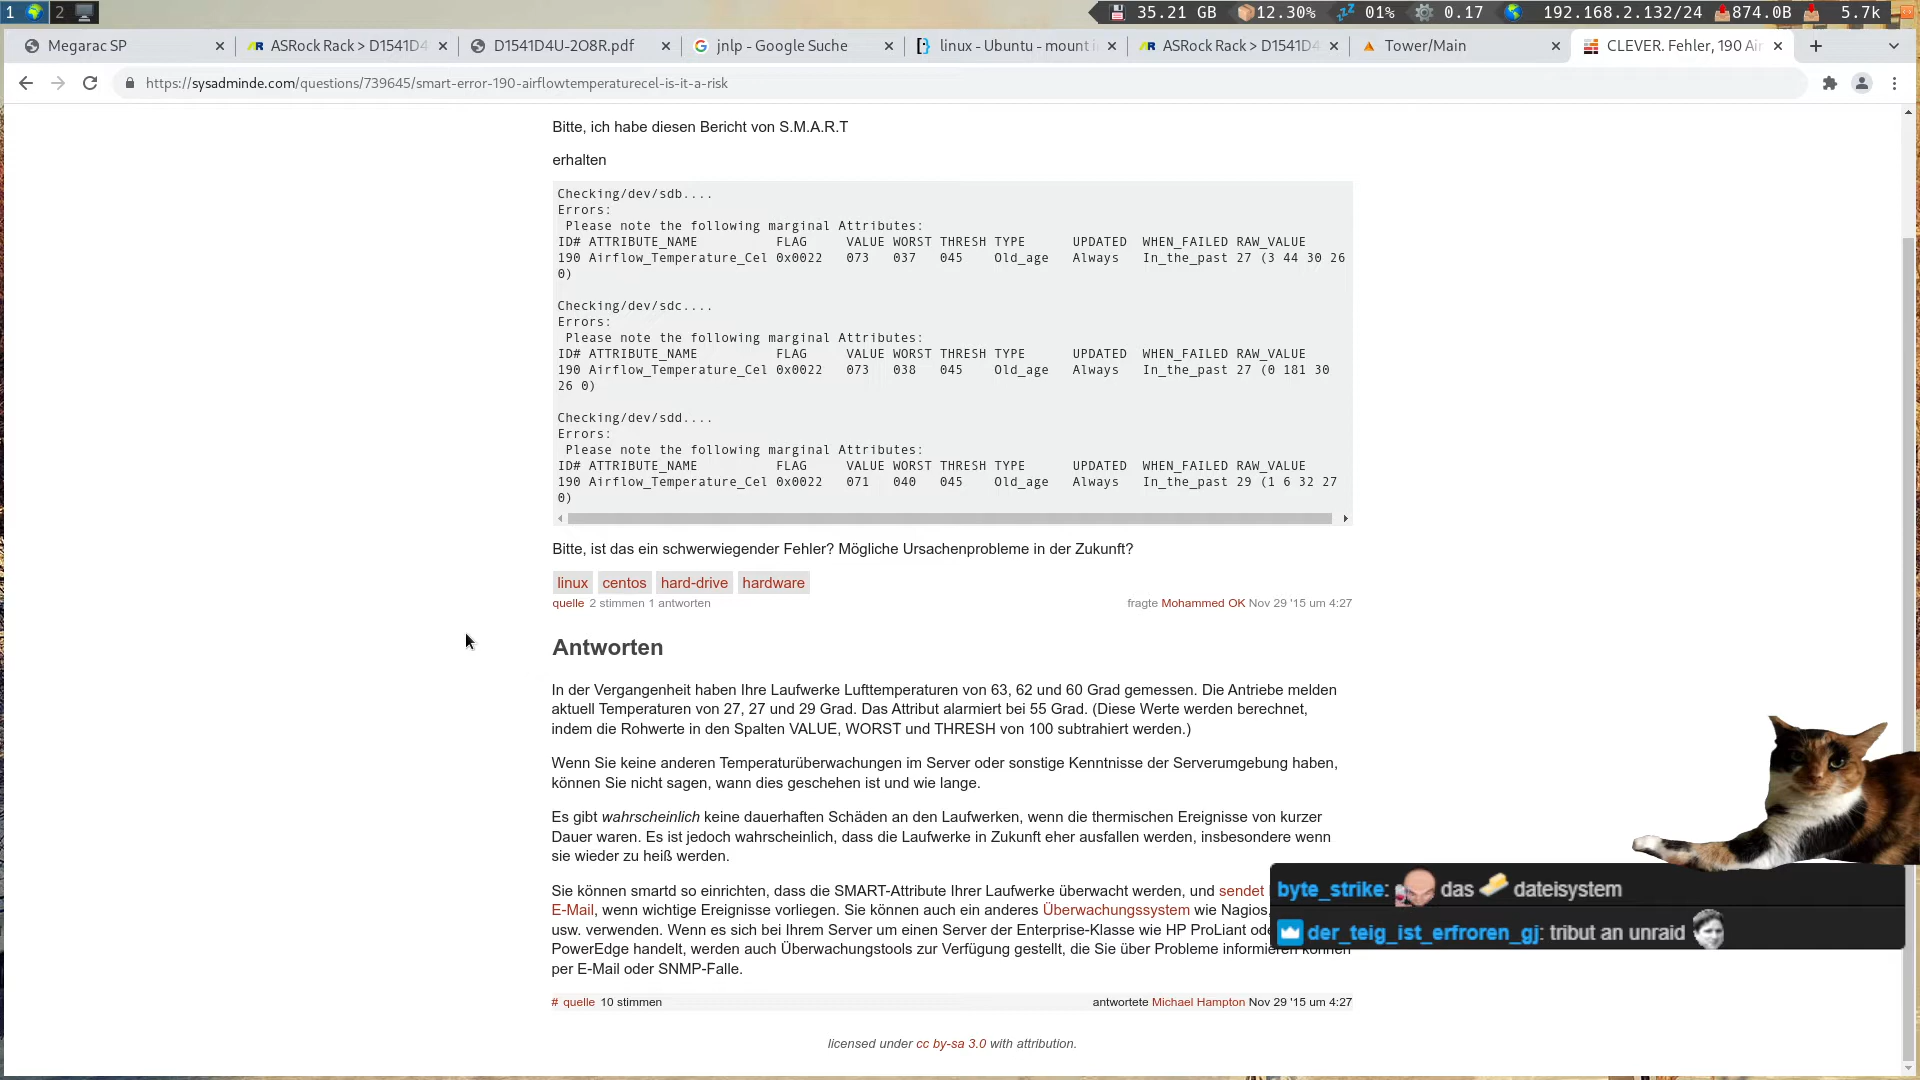 1 2 35.21 GB 12.30% 01% 0.17 192.168.2.132/24 874.0B 5.7k
Megarac SP
ASRock Rack > D1541D4
D1541D4U-2O8R.pdf
jnlp - Google Suche
linux - Ubuntu - mount i
ASRock Rack > D1541D4
Tower/Main
CLEVER. Fehler, 190 Air
https://sysadminde.com/questions/739645/smart-error-190-airflowtemperaturecel-is-it-a-risk
Bitte, ich habe diesen Bericht von S.M.A.R.T
erhalten
Checking/dev/sdb....
Errors:
Please note the following marginal Attributes:
ID# ATTRIBUTE_NAME FLAG VALUE WORST THRESH TYPE UPDATED WHEN_FAILED RAW_VALUE
190 Airflow_Temperature_Cel 0x0022 073 037 045 Old_age Always In_the_past 27 (3 44 30 26
0)
Checking/dev/sdc....
Errors:
Please note the following marginal Attributes:
ID# ATTRIBUTE_NAME FLAG VALUE WORST THRESH TYPE UPDATED WHEN_FAILED RAW_VALUE
190 Airflow_Temperature_Cel 0x0022 073 038 045 Old_age Always In_the_past 27 (0 181 30
26 0)
Checking/dev/sdd....
Errors:
Please note the following marginal Attributes:
ID# ATTRIBUTE_NAME FLAG VALUE WORST THRESH TYPE UPDATED WHEN_FAILED RAW_VALUE
190 Airflow_Temperature_Cel 0x0022 071 040 045 Old_age Always In_the_past 29 (1 6 32 27
0)
Bitte, ist das ein schwerwiegender Fehler? Mögliche Ursachenprobleme in der Zukunft?
linux centos hard-drive hardware
quelle 2 stimmen 1 antworten fragte Mohammed OK Nov 29 '15 um 4:27
Antworten
In der Vergangenheit haben Ihre Laufwerke Lufttemperaturen von 63, 62 und 60 Grad gemessen. Die Antriebe melden
aktuell Temperaturen von 27, 27 und 29 Grad. Das Attribut alarmiert bei 55 Grad. (Diese Werte werden berechnet,
indem die Rohwerte in den Spalten VALUE, WORST und THRESH von 100 subtrahiert werden.)
Wenn Sie keine anderen Temperaturüberwachungen im Server oder sonstige Kenntnisse der Serverumgebung haben,
können Sie nicht sagen, wann dies geschehen ist und wie lange.
Es gibt wahrscheinlich keine dauerhaften Schäden an den Laufwerken, wenn die thermischen Ereignisse von kurzer
Dauer waren. Es ist jedoch wahrscheinlich, dass die Laufwerke in Zukunft eher ausfallen werden, insbesondere wenn
sie wieder zu heiß werden.
Sie können smartd so einrichten, dass die SMART-Attribute Ihrer Laufwerke überwacht werden, und sendet
E-Mail, wenn wichtige Ereignisse vorliegen. Sie können auch ein anderes Überwachungssystem wie Nagios,
usw. verwenden. Wenn es sich bei Ihrem Server um einen Server der Enterprise-Klasse wie HP ProLiant ode
PowerEdge handelt, werden auch Überwachungstools zur Verfügung gestellt, die Sie über Probleme informieren können
per E-Mail oder SNMP-Falle.
# quelle 10 stimmen antwortete Michael Hampton Nov 29 '15 um 4:27
licensed under cc by-sa 3.0 with attribution.
byte_strike: das dateisystem
der_teig_ist_erfroren_gj: tribut an unraid